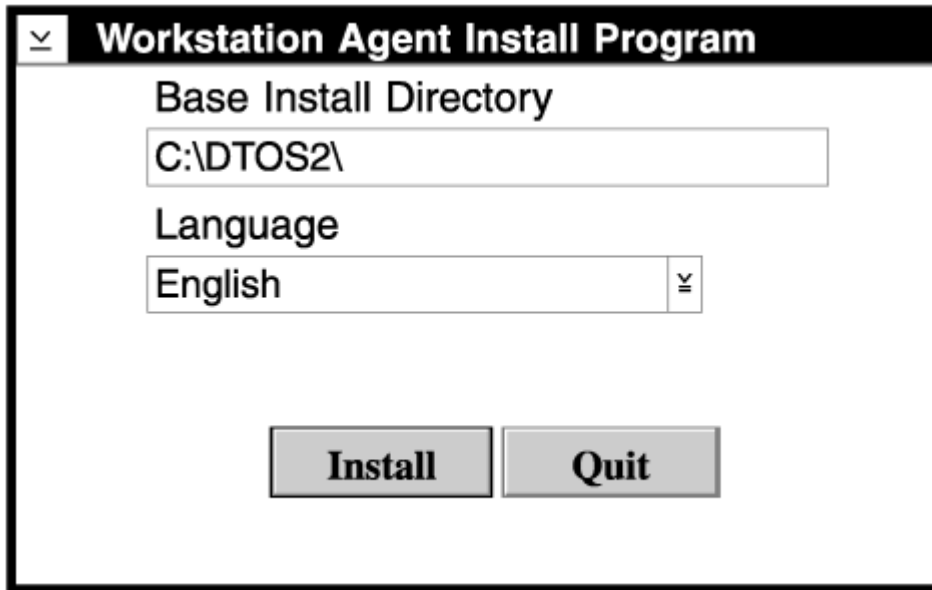 Workstation Agent Install Program
Base Install Directory
C:\DTOS2\
Language
English
Install Quit